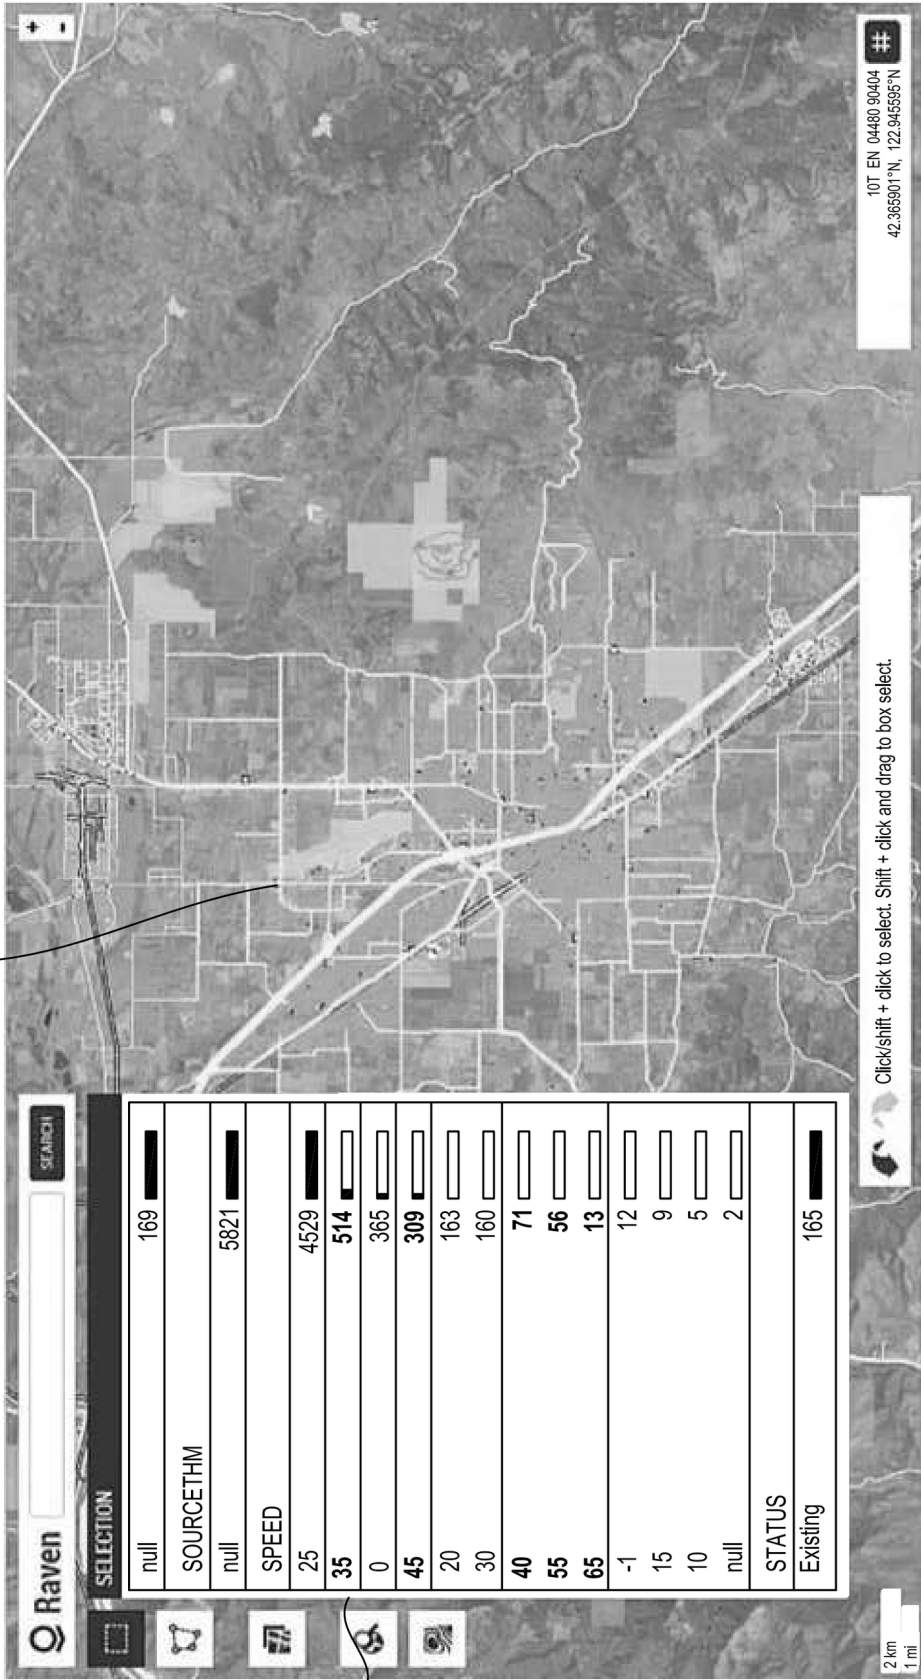 Raven
SEARCH
+
-
SELECTION
null 169
SOURCETHM
null 5821
SPEED
25 4529
35 514
0 365
45 309
20 163
30 160
40 71
55 56
65 13
-1 12
15 9
10 5
null 2
STATUS
Existing 165
2 km
1 mi
Click/shift + click to select. Shift + click and drag to box select.
10T EN 04480 90404
42.365901°N, 122.945595°N
#